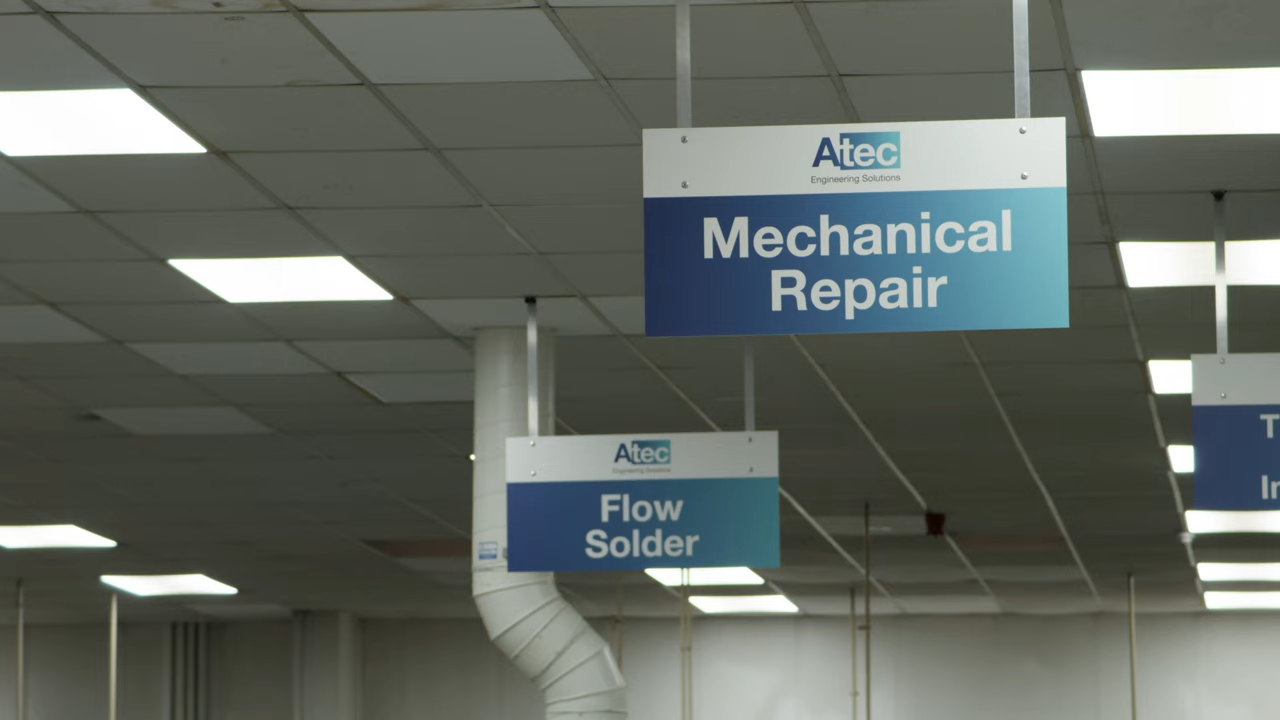 Atec
Engineering Solutions
Mechanical
Repair
Atec
Engineering Solutions
Flow
Solder